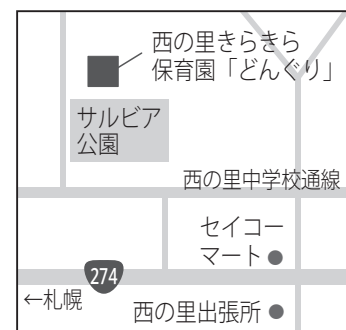 西の里きらきら
保育園「どんぐり」
サルビア
公園
西の里中学校通線
セイコー
マート
274
←札幌
西の里出張所